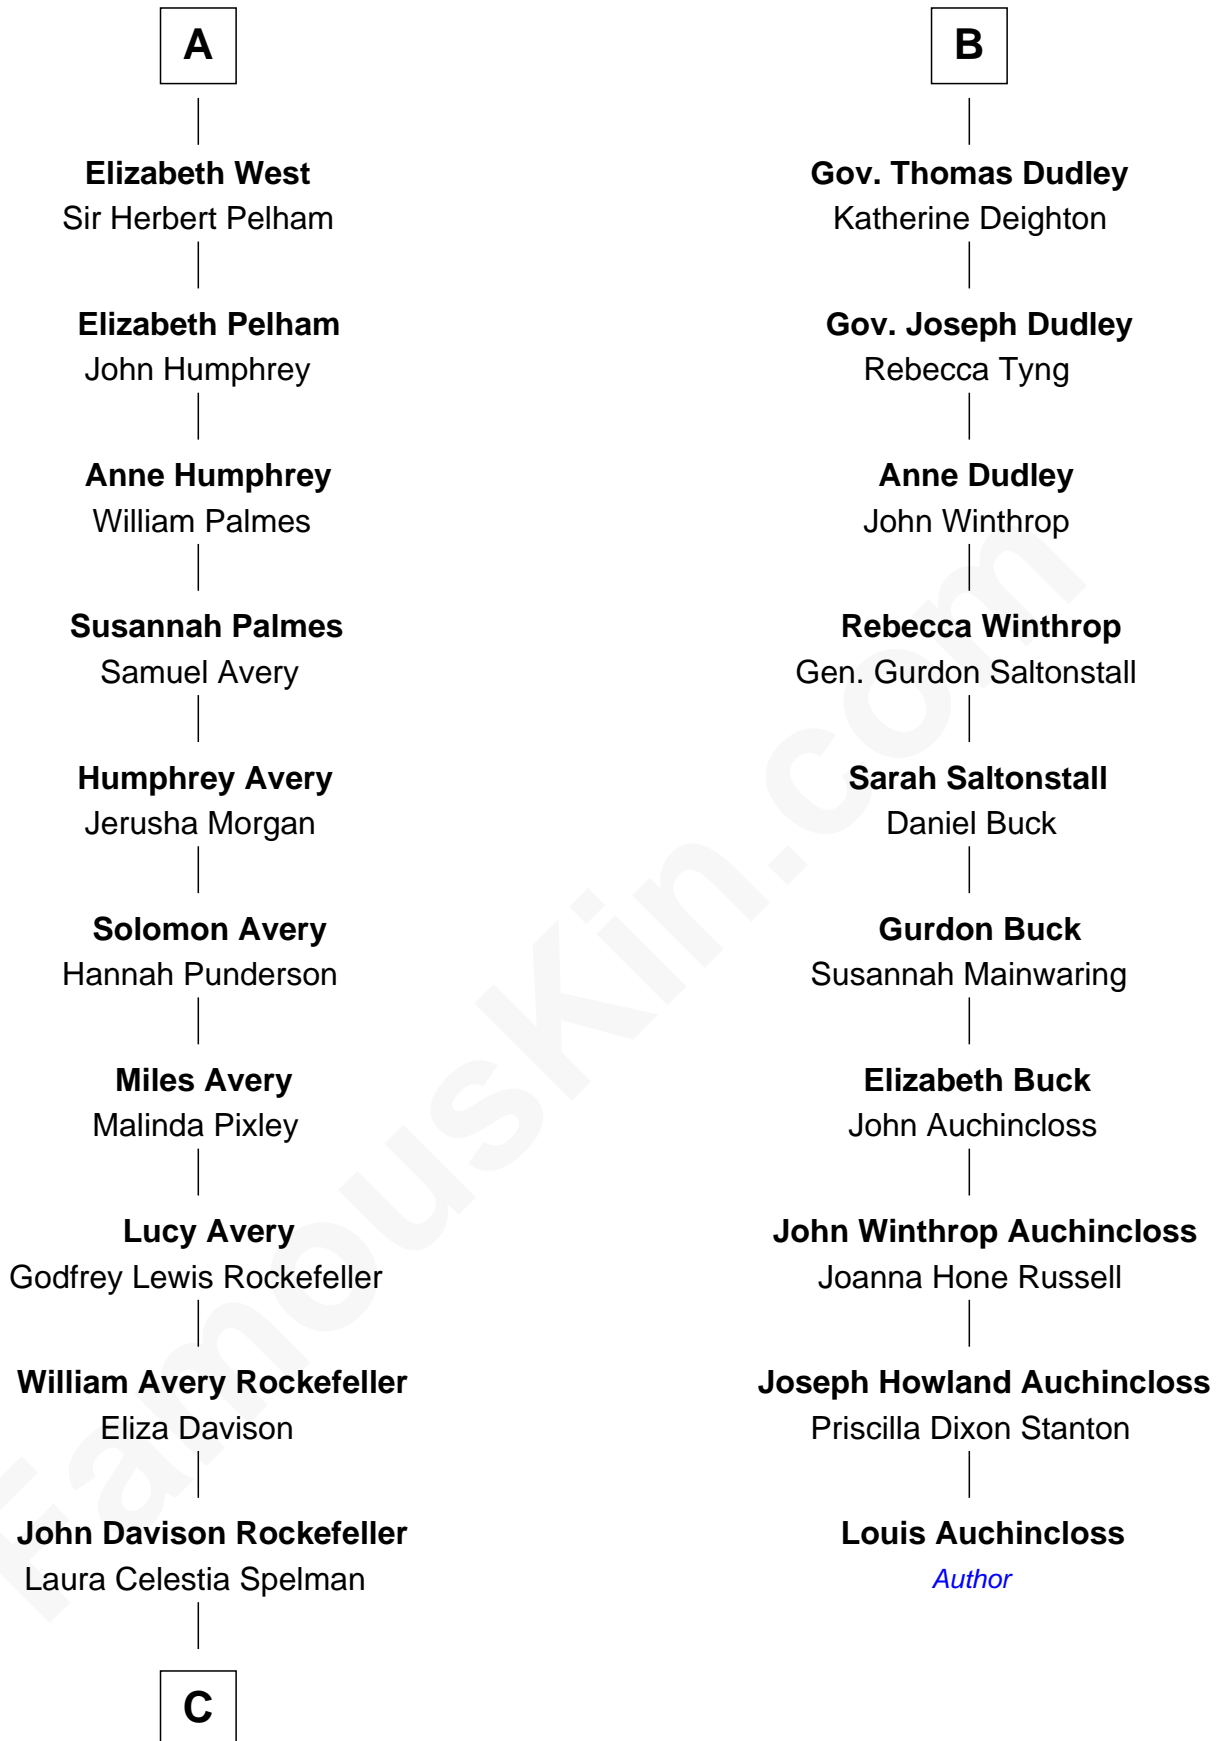 A
Elizabeth West
Sir Herbert Pelham
Elizabeth Pelham
John Humphrey
Anne Humphrey
William Palmes
Susannah Palmes
Samuel Avery
Humphrey Avery
Jerusha Morgan
Solomon Avery
Hannah Punderson
Miles Avery
Malinda Pixley
Lucy Avery
Godfrey Lewis Rockefeller
William Avery Rockefeller
Eliza Davison
John Davison Rockefeller
Laura Celestia Spelman
C
B
Gov. Thomas Dudley
Katherine Deighton
Gov. Joseph Dudley
Rebecca Tyng
Anne Dudley
John Winthrop
Rebecca Winthrop
Gen. Gurdon Saltonstall
Sarah Saltonstall
Daniel Buck
Gurdon Buck
Susannah Mainwaring
Elizabeth Buck
John Auchincloss
John Winthrop Auchincloss
Joanna Hone Russell
Joseph Howland Auchincloss
Priscilla Dixon Stanton
Louis Auchincloss
Author
FamousKin.com